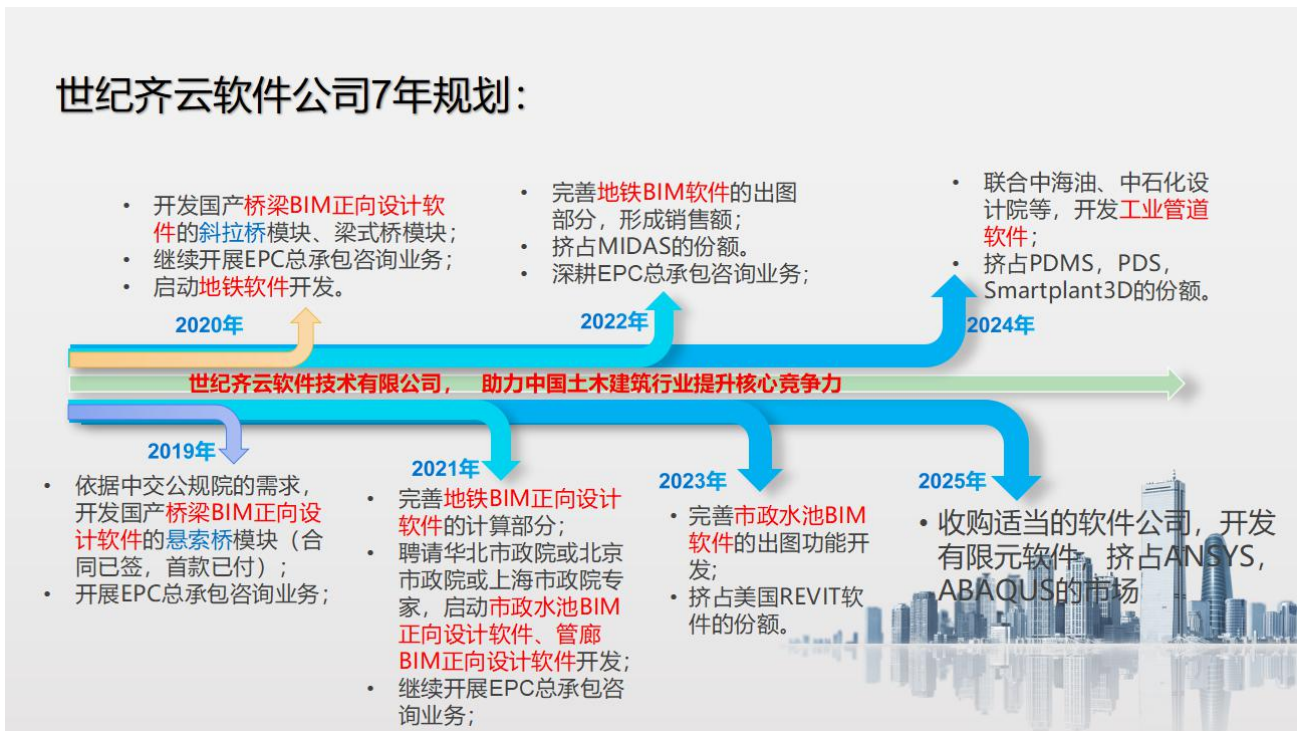 世纪齐云软件公司7年规划：
• 开发国产桥梁BIM正向设计软
件的斜拉桥模块、梁式桥模块；
• 继续开展EPC总承包咨询业务；
• 启动地铁软件开发。
2020年
• 完善地铁BIM软件的出图
部分，形成销售额；
• 挤占MIDAS的份额。
• 深耕EPC总承包咨询业务；
2022年
• 联合中海油、中石化设
计院等，开发工业管道
软件；
• 挤占PDMS，PDS，
Smartplant3D的份额。
2024年
世纪齐云软件技术有限公司， 助力中国土木建筑行业提升核心竞争力
2019年
• 依据中交公规院的需求，
开发国产桥梁BIM正向设
计软件的悬索桥模块（合
同已签，首款已付）；
• 开展EPC总承包咨询业务；
2021年
• 完善地铁BIM正向设计
软件的计算部分；
• 聘请华北市政院或北京
市政院或上海市政院专
家，启动市政水池BIM
正向设计软件、管廊
BIM正向设计软件开发；
• 继续开展EPC总承包咨
询业务；
2023年
• 完善市政水池BIM
软件的出图功能开
发；
• 挤占美国REVIT软
件的份额。
2025年
• 收购适当的软件公司，开发
有限元软件，挤占ANSYS，
ABAQUS的市场